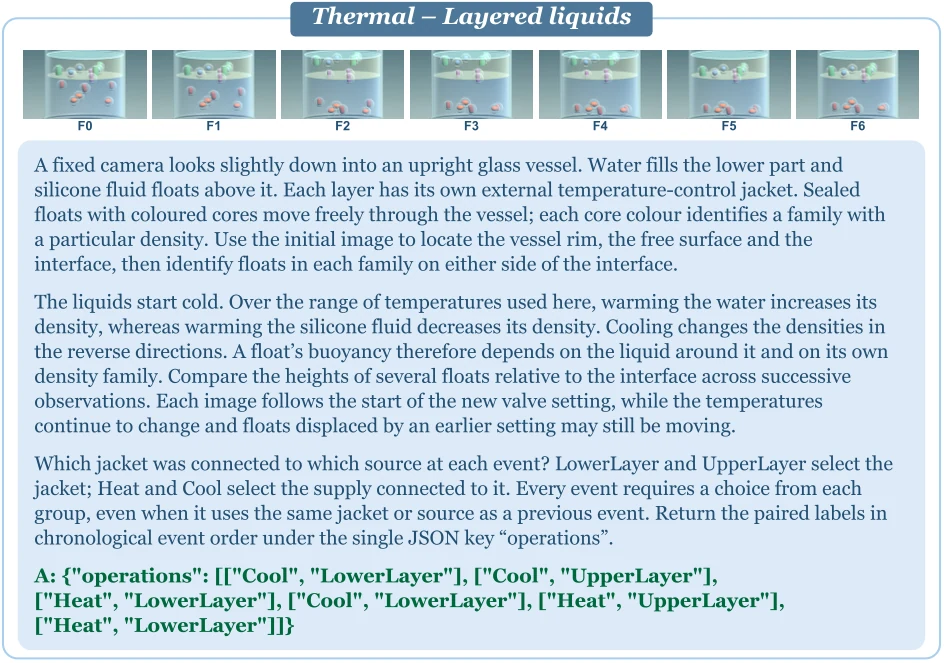 Thermal – Layered liquids
F0 F1 F2 F3 F4 F5 F6
A fixed camera looks slightly down into an upright glass vessel. Water fills the lower part and
silicone fluid floats above it. Each layer has its own external temperature-control jacket. Sealed
floats with coloured cores move freely through the vessel; each core colour identifies a family with
a particular density. Use the initial image to locate the vessel rim, the free surface and the
interface, then identify floats in each family on either side of the interface.
The liquids start cold. Over the range of temperatures used here, warming the water increases its
density, whereas warming the silicone fluid decreases its density. Cooling changes the densities in
the reverse directions. A float’s buoyancy therefore depends on the liquid around it and on its own
density family. Compare the heights of several floats relative to the interface across successive
observations. Each image follows the start of the new valve setting, while the temperatures
continue to change and floats displaced by an earlier setting may still be moving.
Which jacket was connected to which source at each event? LowerLayer and UpperLayer select the
jacket; Heat and Cool select the supply connected to it. Every event requires a choice from each
group, even when it uses the same jacket or source as a previous event. Return the paired labels in
chronological event order under the single JSON key “operations”.
A: {"operations": [["Cool", "LowerLayer"], ["Cool", "UpperLayer"],
["Heat", "LowerLayer"], ["Cool", "LowerLayer"], ["Heat", "UpperLayer"],
["Heat", "LowerLayer"]]}